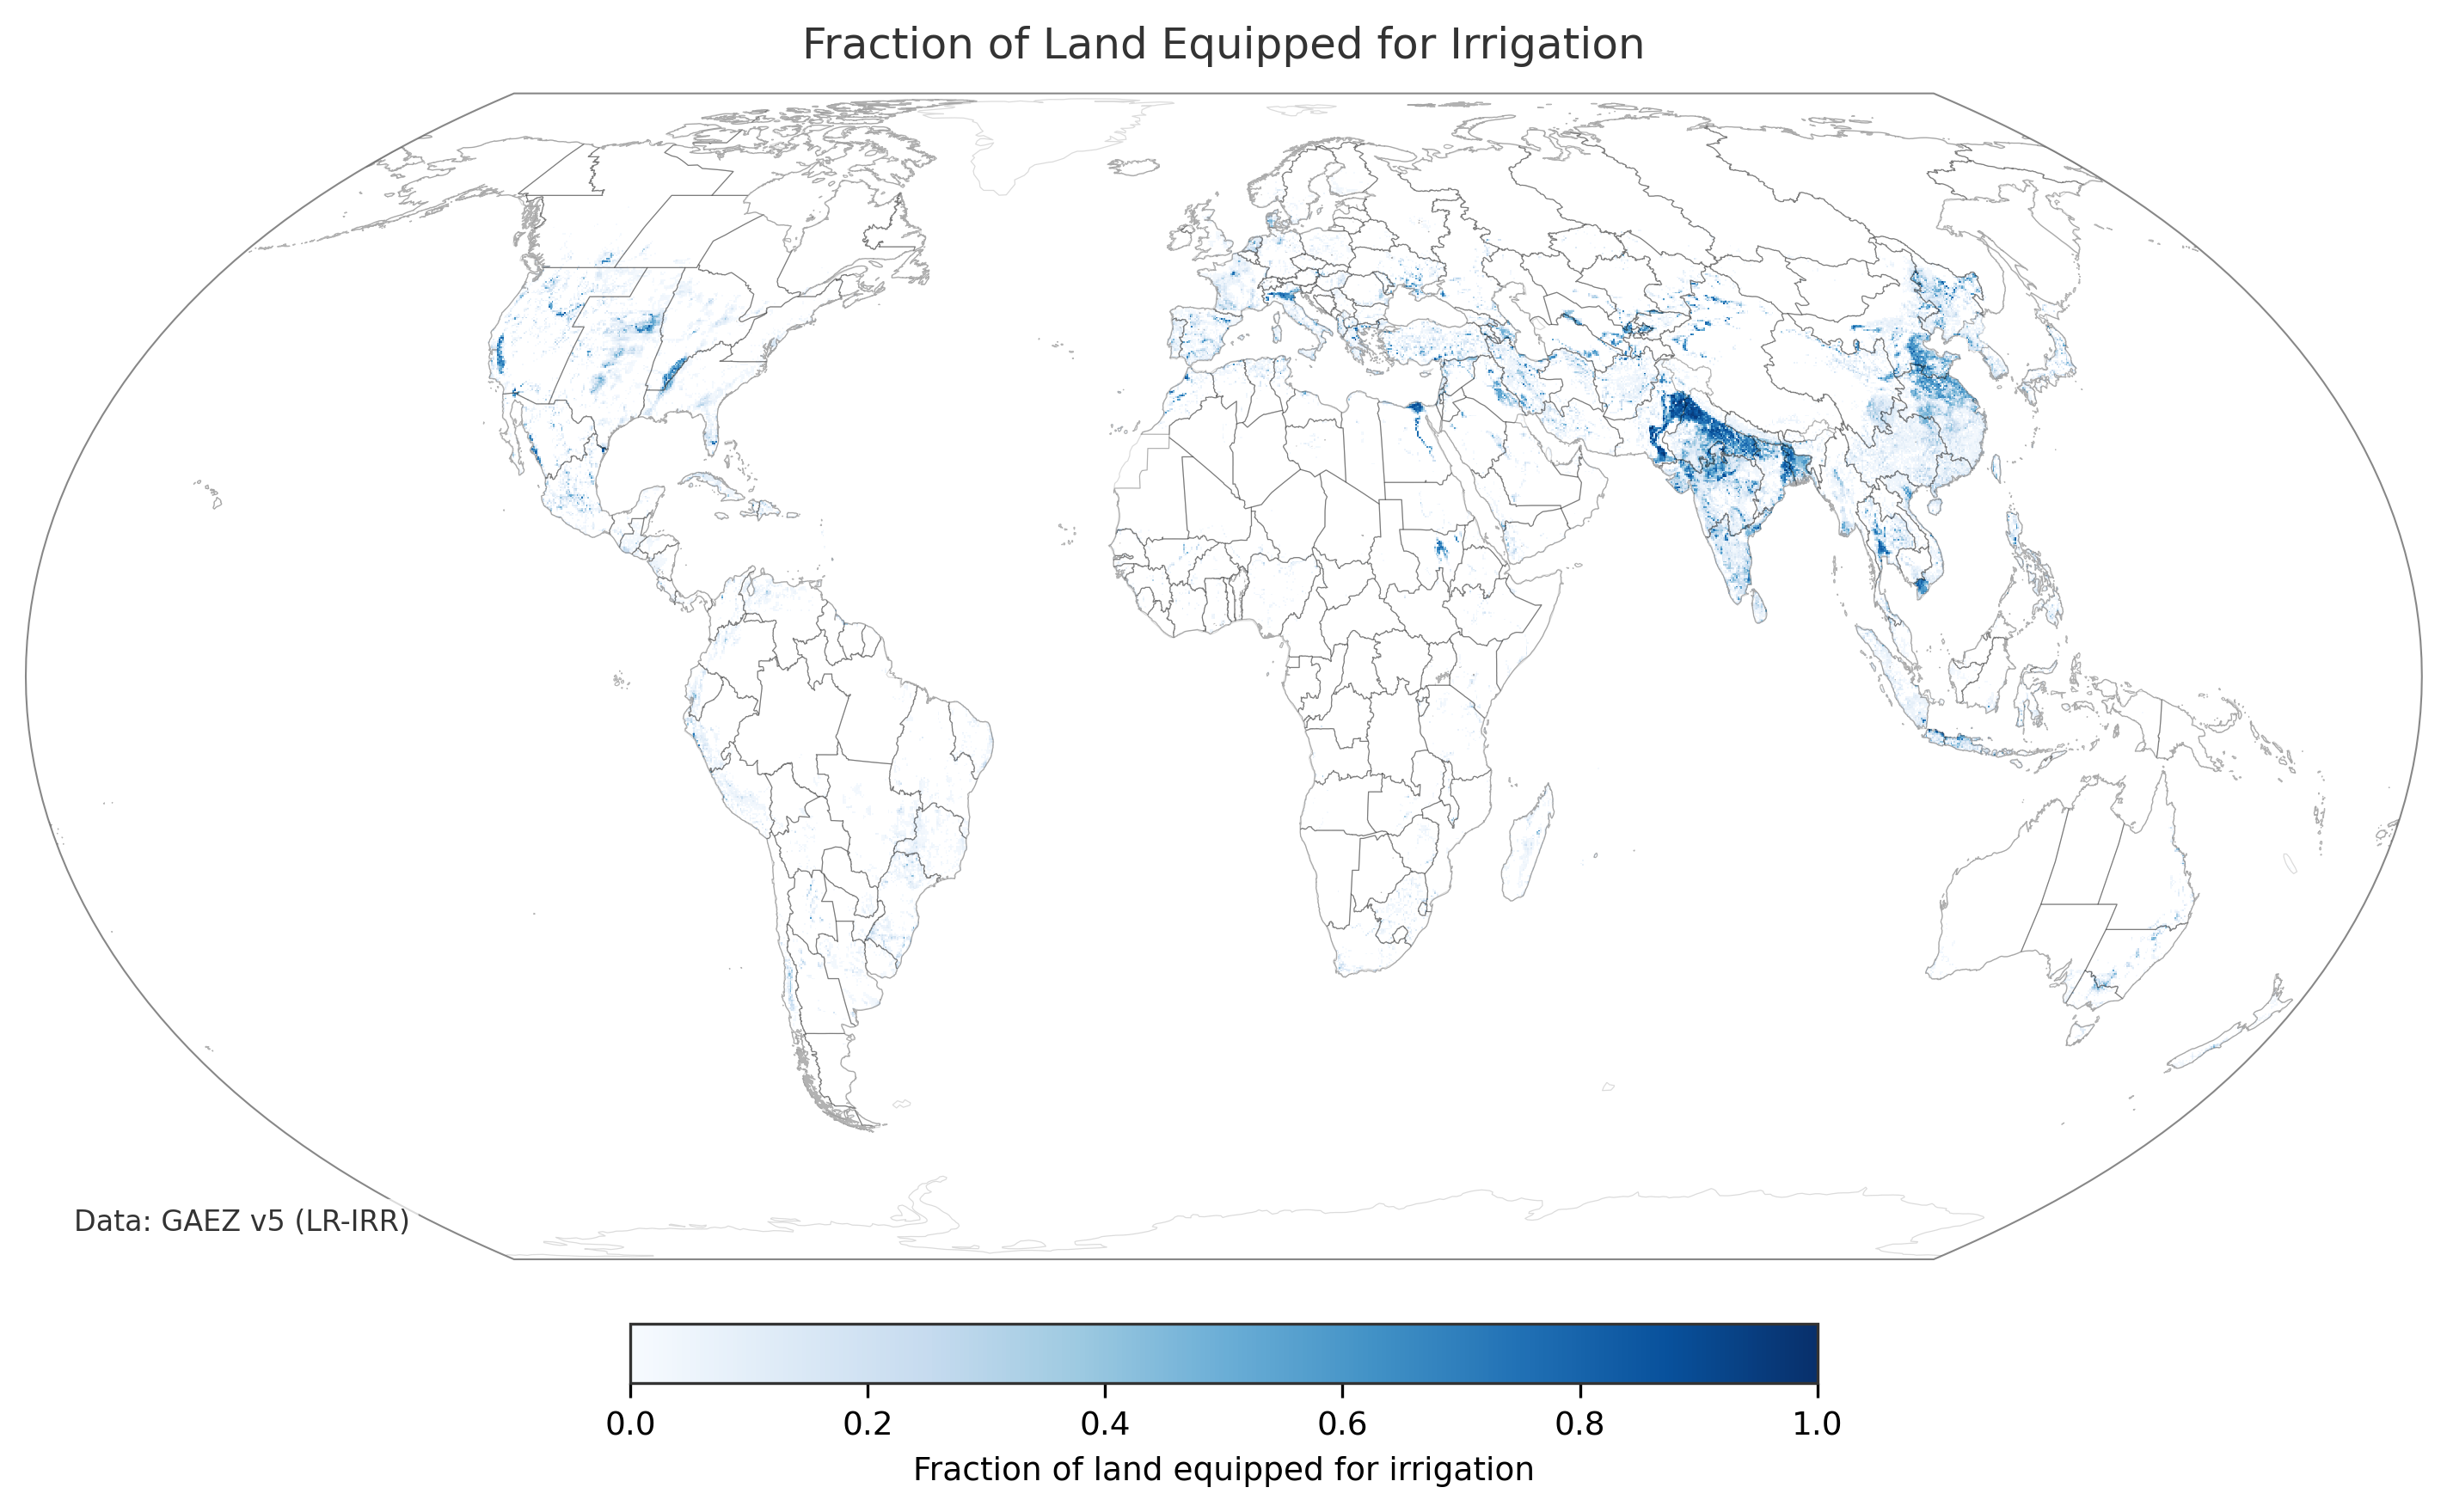 Fraction of Land Equipped for Irrigation
Data: GAEZ v5 (LR-IRR)
0.0 0.2 0.4 0.6 0.8 1.0
Fraction of land equipped for irrigation